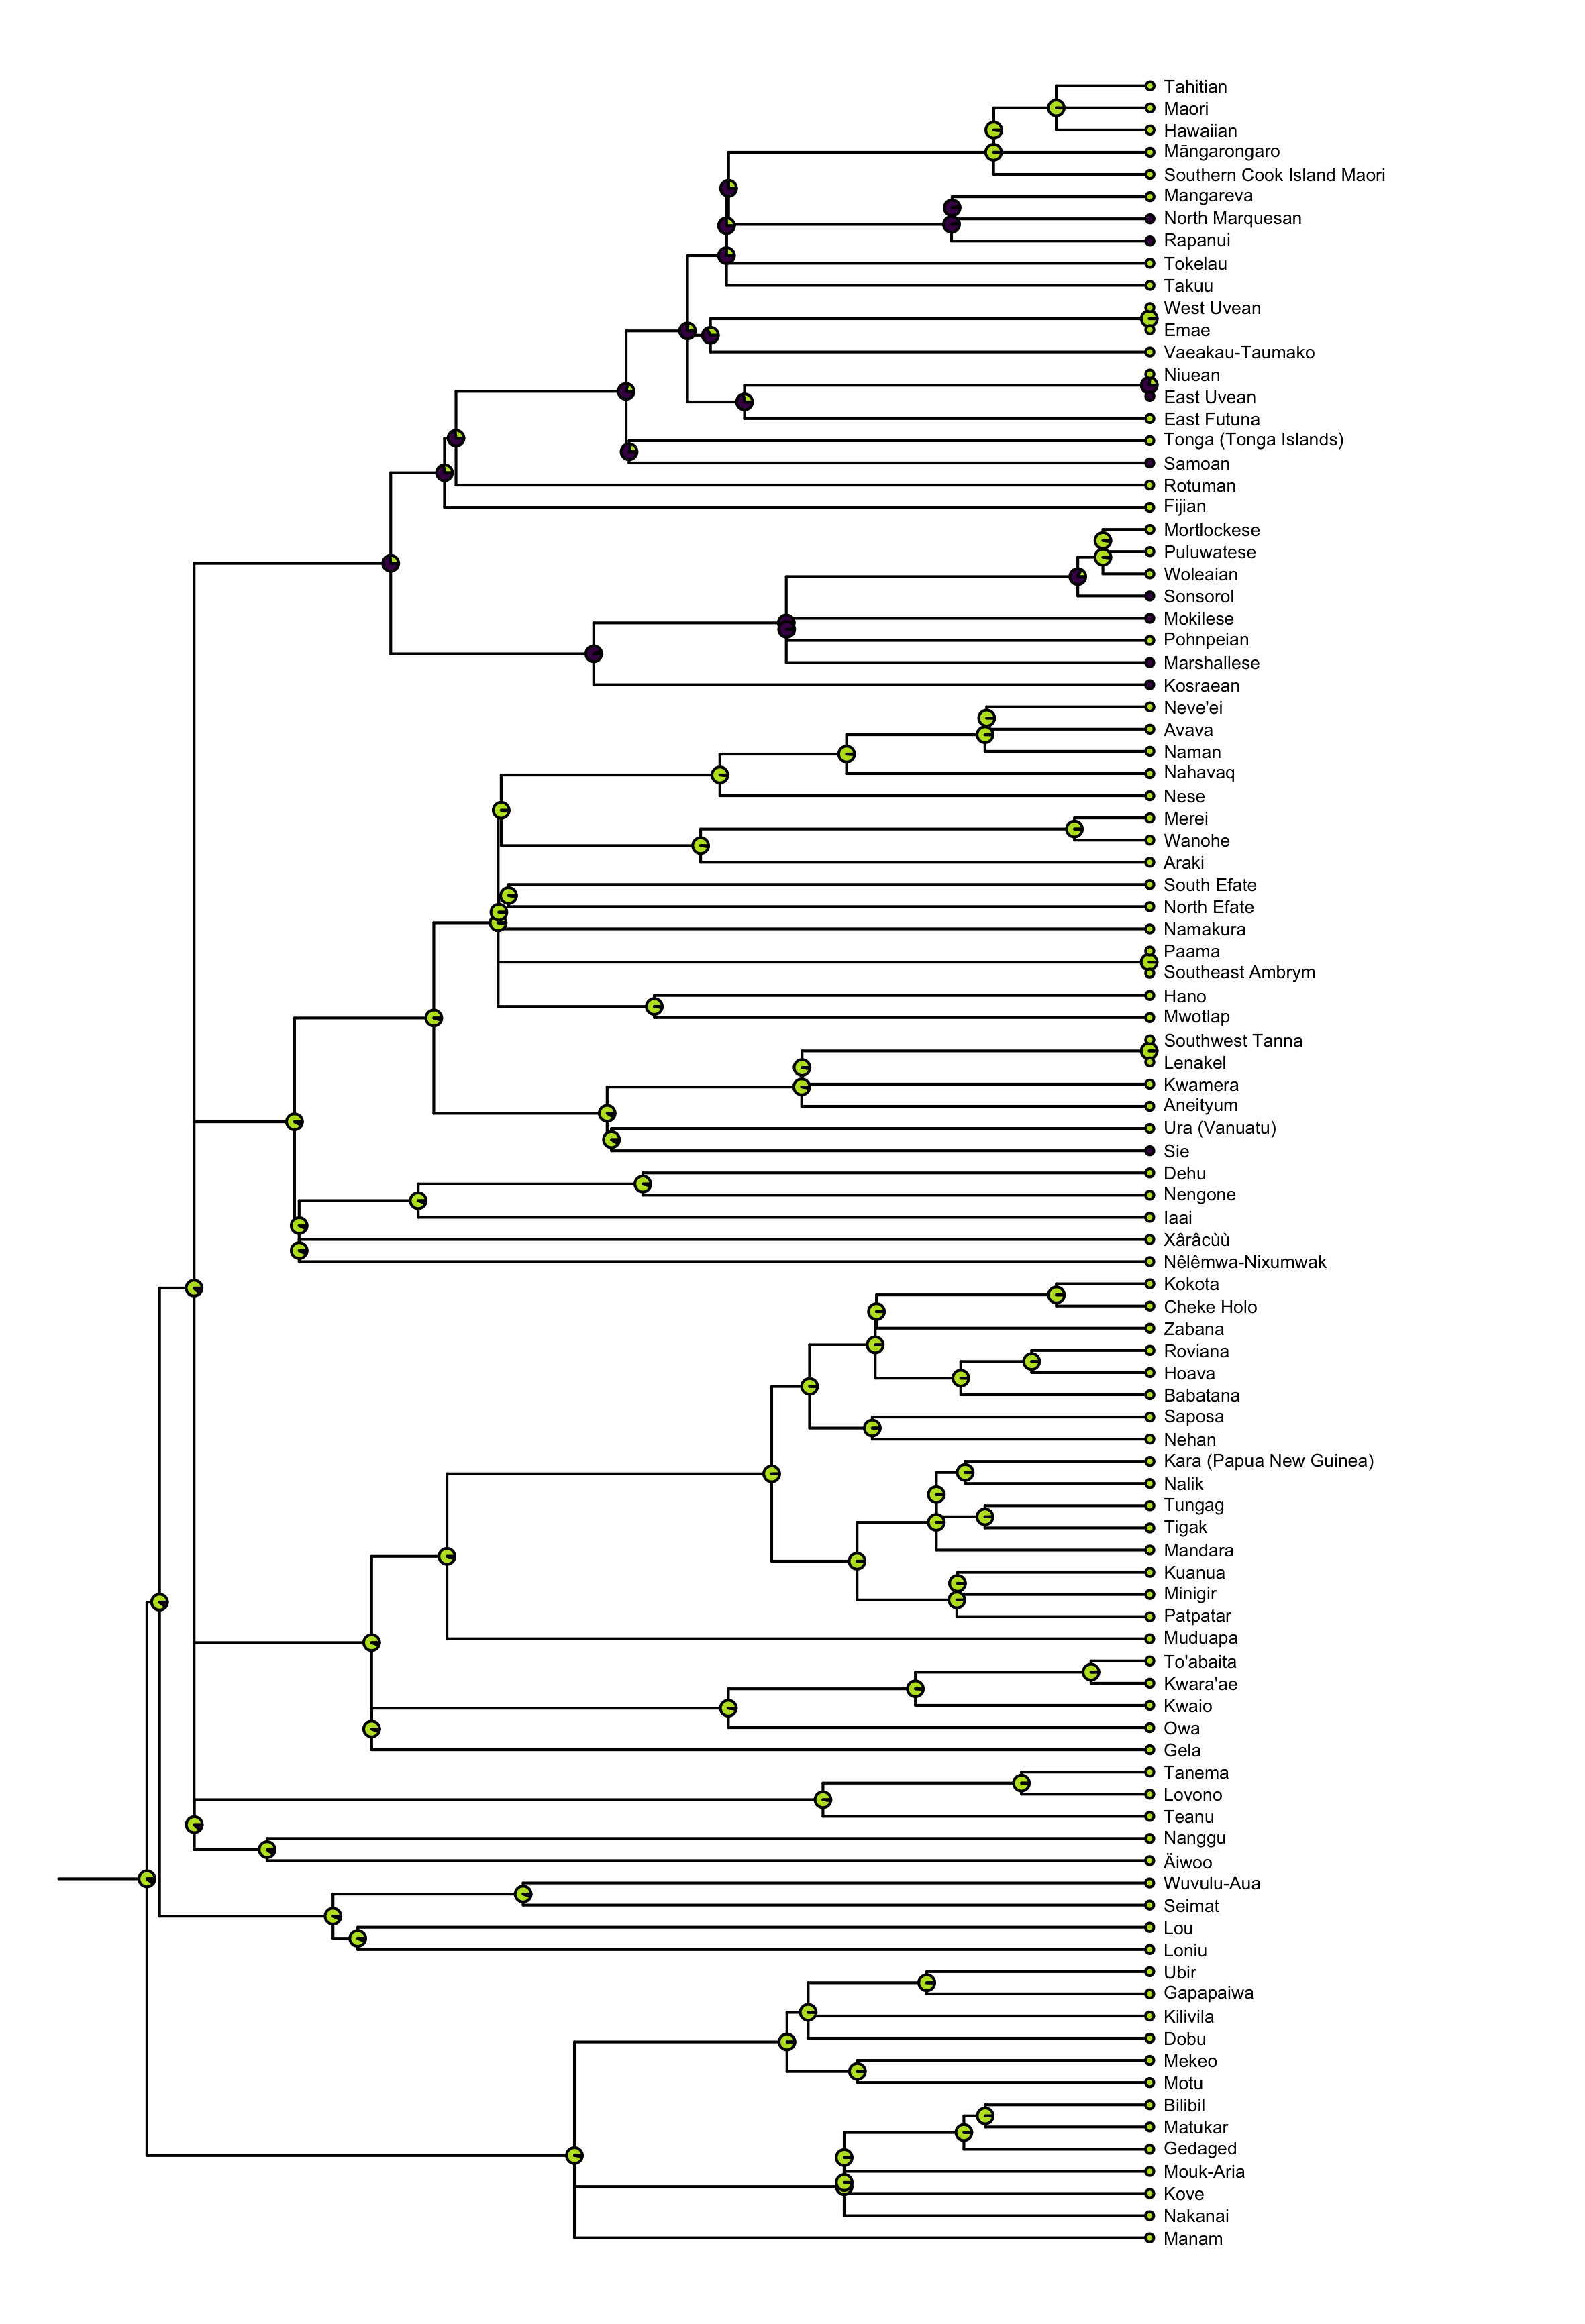 Tahitian
Maori
Hawaiian
Māngarongaro
Southern Cook Island Maori
Mangareva
North Marquesan
Rapanui
Tokelau
Takuu
West Uvean
Emae
Vaeakau-Taumako
Niuean
East Uvean
East Futuna
Tonga (Tonga Islands)
Samoan
Rotuman
Fijian
Mortlockese
Puluwatese
Woleaian
Sonsorol
Mokilese
Pohnpeian
Marshallese
Kosraean
Neve'ei
Avava
Naman
Nahavaq
Nese
Merei
Wanohe
Araki
South Efate
North Efate
Namakura
Paama
Southeast Ambrym
Hano
Mwotlap
Southwest Tanna
Lenakel
Kwamera
Aneityum
Ura (Vanuatu)
Sie
Dehu
Nengone
Iaai
Xârâcùù
Nêlêmwa-Nixumwak
Kokota
Cheke Holo
Zabana
Roviana
Hoava
Babatana
Saposa
Nehan
Kara (Papua New Guinea)
Nalik
Tungag
Tigak
Mandara
Kuanua
Minigir
Patpatar
Muduapa
To'abaita
Kwara'ae
Kwaio
Owa
Gela
Tanema
Lovono
Teanu
Nanggu
Äiwoo
Wuvulu-Aua
Seimat
Lou
Loniu
Ubir
Gapapaiwa
Kilivila
Dobu
Mekeo
Motu
Bilibil
Matukar
Gedaged
Mouk-Aria
Kove
Nakanai
Manam